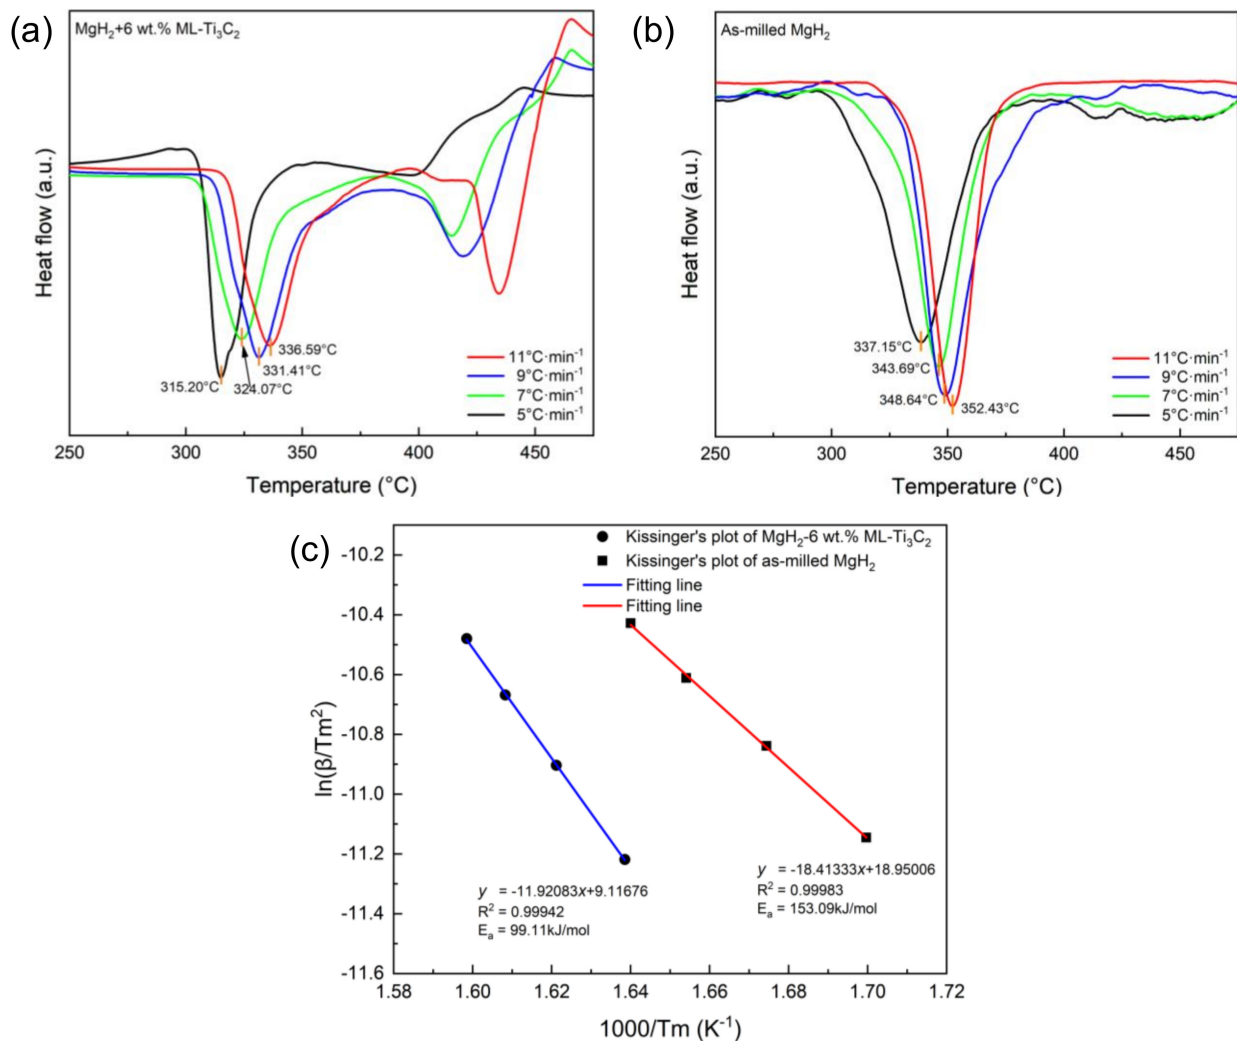 (a)
MgH₂+6 wt.% ML-Ti₃C₂
Heat flow (a.u.)
315.20°C
324.07°C
331.41°C
336.59°C
11°C·min⁻¹
9°C·min⁻¹
7°C·min⁻¹
5°C·min⁻¹
250
300
350
400
450
Temperature (°C)
(b)
As-milled MgH₂
Heat flow (a.u.)
337.15°C
343.69°C
348.64°C
352.43°C
11°C·min⁻¹
9°C·min⁻¹
7°C·min⁻¹
5°C·min⁻¹
250
300
350
400
450
Temperature (°C)
(c)
Kissinger's plot of MgH₂-6 wt.% ML-Ti₃C₂
Kissinger's plot of as-milled MgH₂
Fitting line
Fitting line
ln(β/Tm²)
-10.2
-10.4
-10.6
-10.8
-11.0
-11.2
-11.4
-11.6
y = -11.92083x+9.11676
R² = 0.99942
Eₐ = 99.11kJ/mol
y = -18.41333x+18.95006
R² = 0.99983
Eₐ = 153.09kJ/mol
1.58
1.60
1.62
1.64
1.66
1.68
1.70
1.72
1000/Tm (K⁻¹)